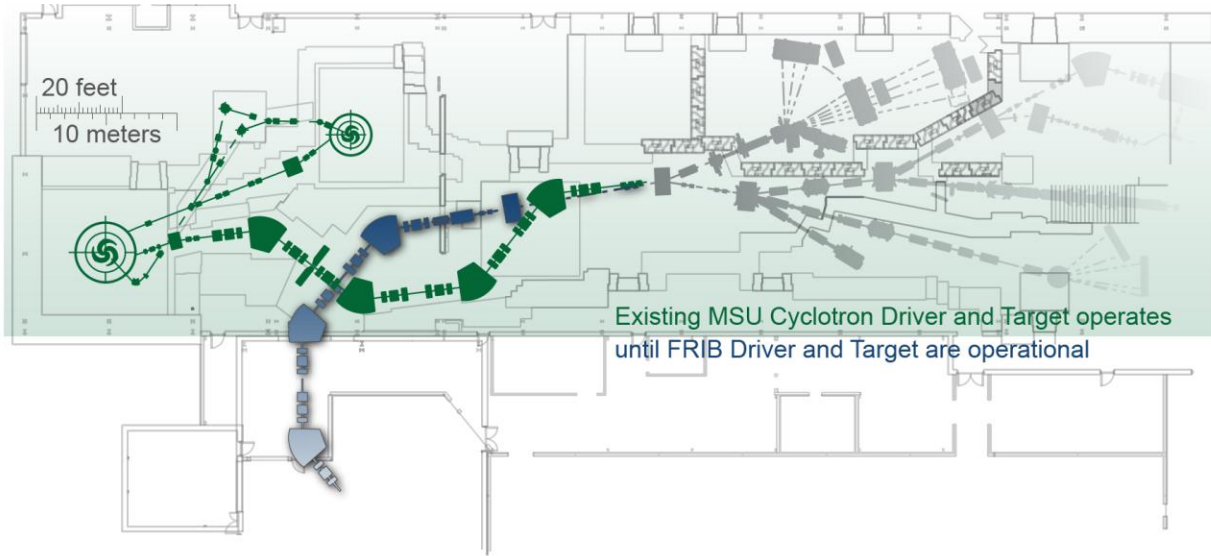 20 feet
10 meters
Existing MSU Cyclotron Driver and Target operates
until FRIB Driver and Target are operational